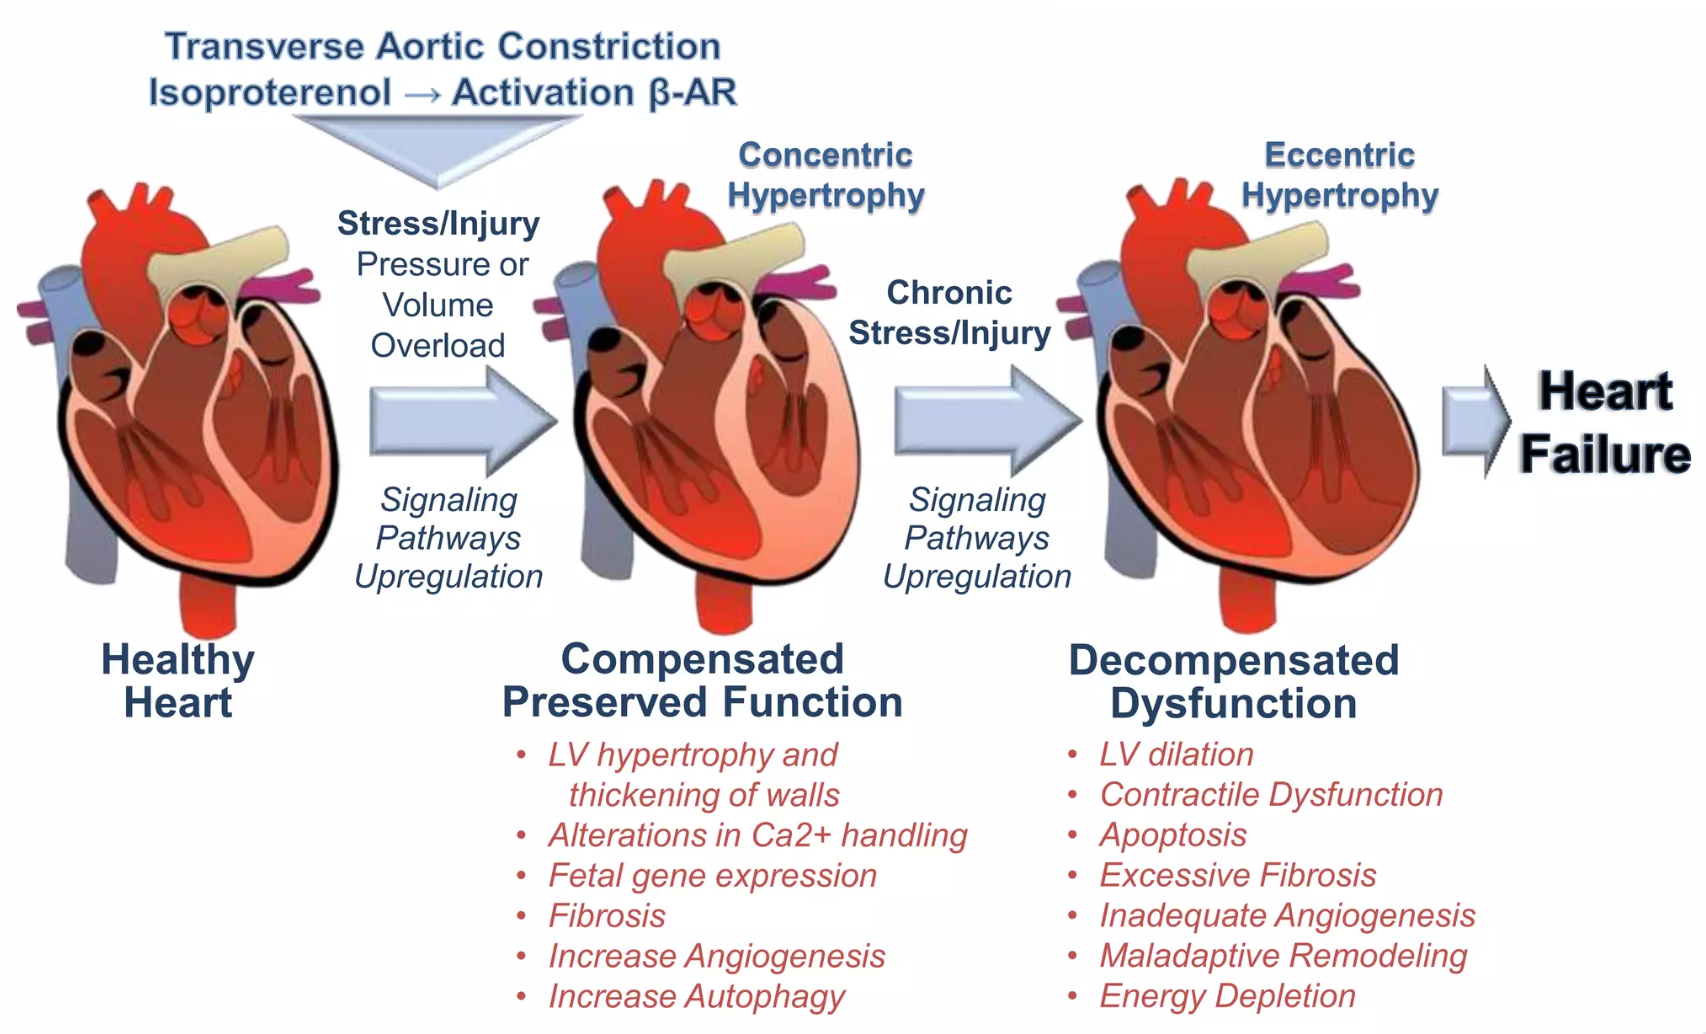 Transverse Aortic Constriction
Isoproterenol → Activation β-AR
Stress/Injury
Pressure or
Volume
Overload
Signaling
Pathways
Upregulation
Concentric
Hypertrophy
Chronic
Stress/Injury
Signaling
Pathways
Upregulation
Eccentric
Hypertrophy
Heart
Failure
Healthy
Heart
Compensated
Preserved Function
• LV hypertrophy and
thickening of walls
• Alterations in Ca2+ handling
• Fetal gene expression
• Fibrosis
• Increase Angiogenesis
• Increase Autophagy
Decompensated
Dysfunction
• LV dilation
• Contractile Dysfunction
• Apoptosis
• Excessive Fibrosis
• Inadequate Angiogenesis
• Maladaptive Remodeling
• Energy Depletion